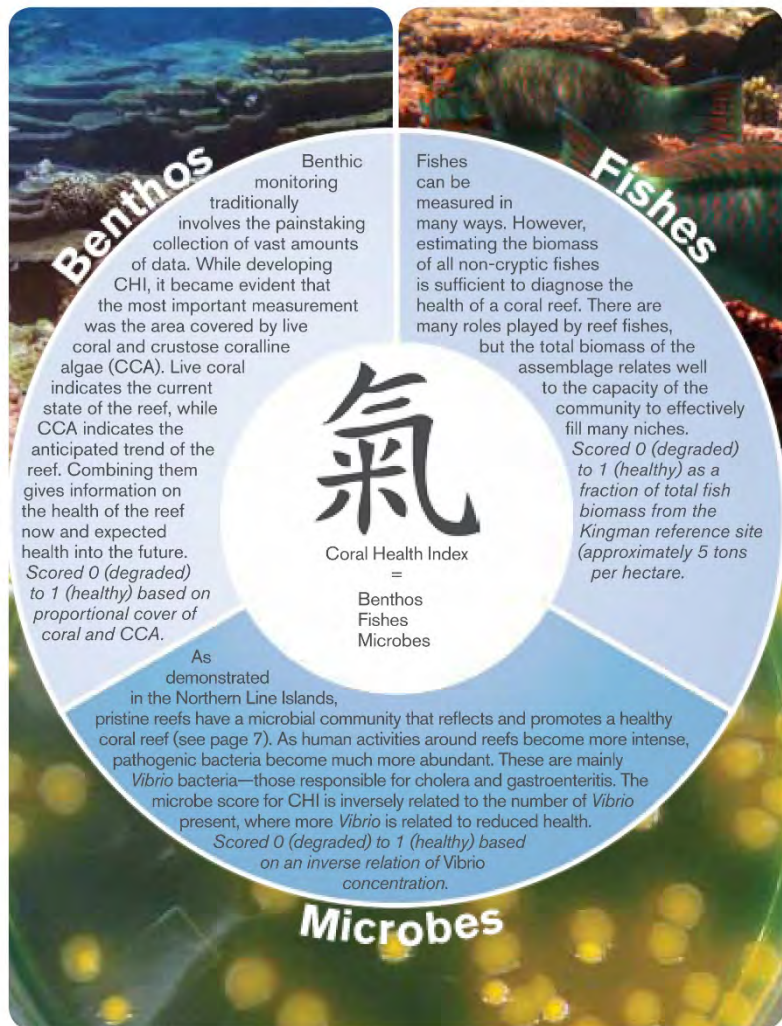 Benthos
Benthic
monitoring
traditionally
involves the painstaking
collection of vast amounts
of data. While developing
CHI, it became evident that
the most important measurement
was the area covered by live
coral and crustose coralline
algae (CCA). Live coral
indicates the current
state of the reef, while
CCA indicates the
anticipated trend of the
reef. Combining them
gives information on
the health of the reef
now and expected
health into the future.
Scored 0 (degraded)
to 1 (healthy) based on
proportional cover of
coral and CCA.
Fishes
Fishes
can be
measured in
many ways. However,
estimating the biomass
of all non-cryptic fishes
is sufficient to diagnose the
health of a coral reef. There are
many roles played by reef fishes,
but the total biomass of the
assemblage relates well
to the capacity of the
community to effectively
fill many niches.
Scored 0 (degraded)
to 1 (healthy) as a
fraction of total fish
biomass from the
Kingman reference site
(approximately 5 tons
per hectare.
氣
Coral Health Index
=
Benthos
Fishes
Microbes
As
demonstrated
in the Northern Line Islands,
pristine reefs have a microbial community that reflects and promotes a healthy
coral reef (see page 7). As human activities around reefs become more intense,
pathogenic bacteria become much more abundant. These are mainly
Vibrio bacteria—those responsible for cholera and gastroenteritis. The
microbe score for CHI is inversely related to the number of Vibrio
present, where more Vibrio is related to reduced health.
Scored 0 (degraded) to 1 (healthy) based
on an inverse relation of Vibrio
concentration.
Microbes